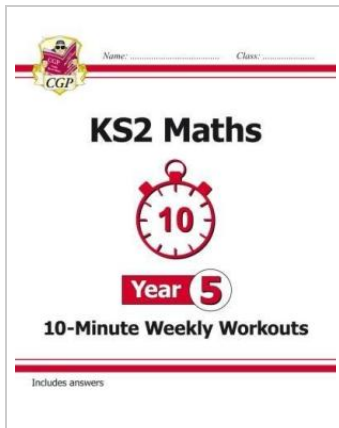 Name: ........................................ Class: ........................
CGP
KS2 Maths
10
Year 5
10-Minute Weekly Workouts
Includes answers